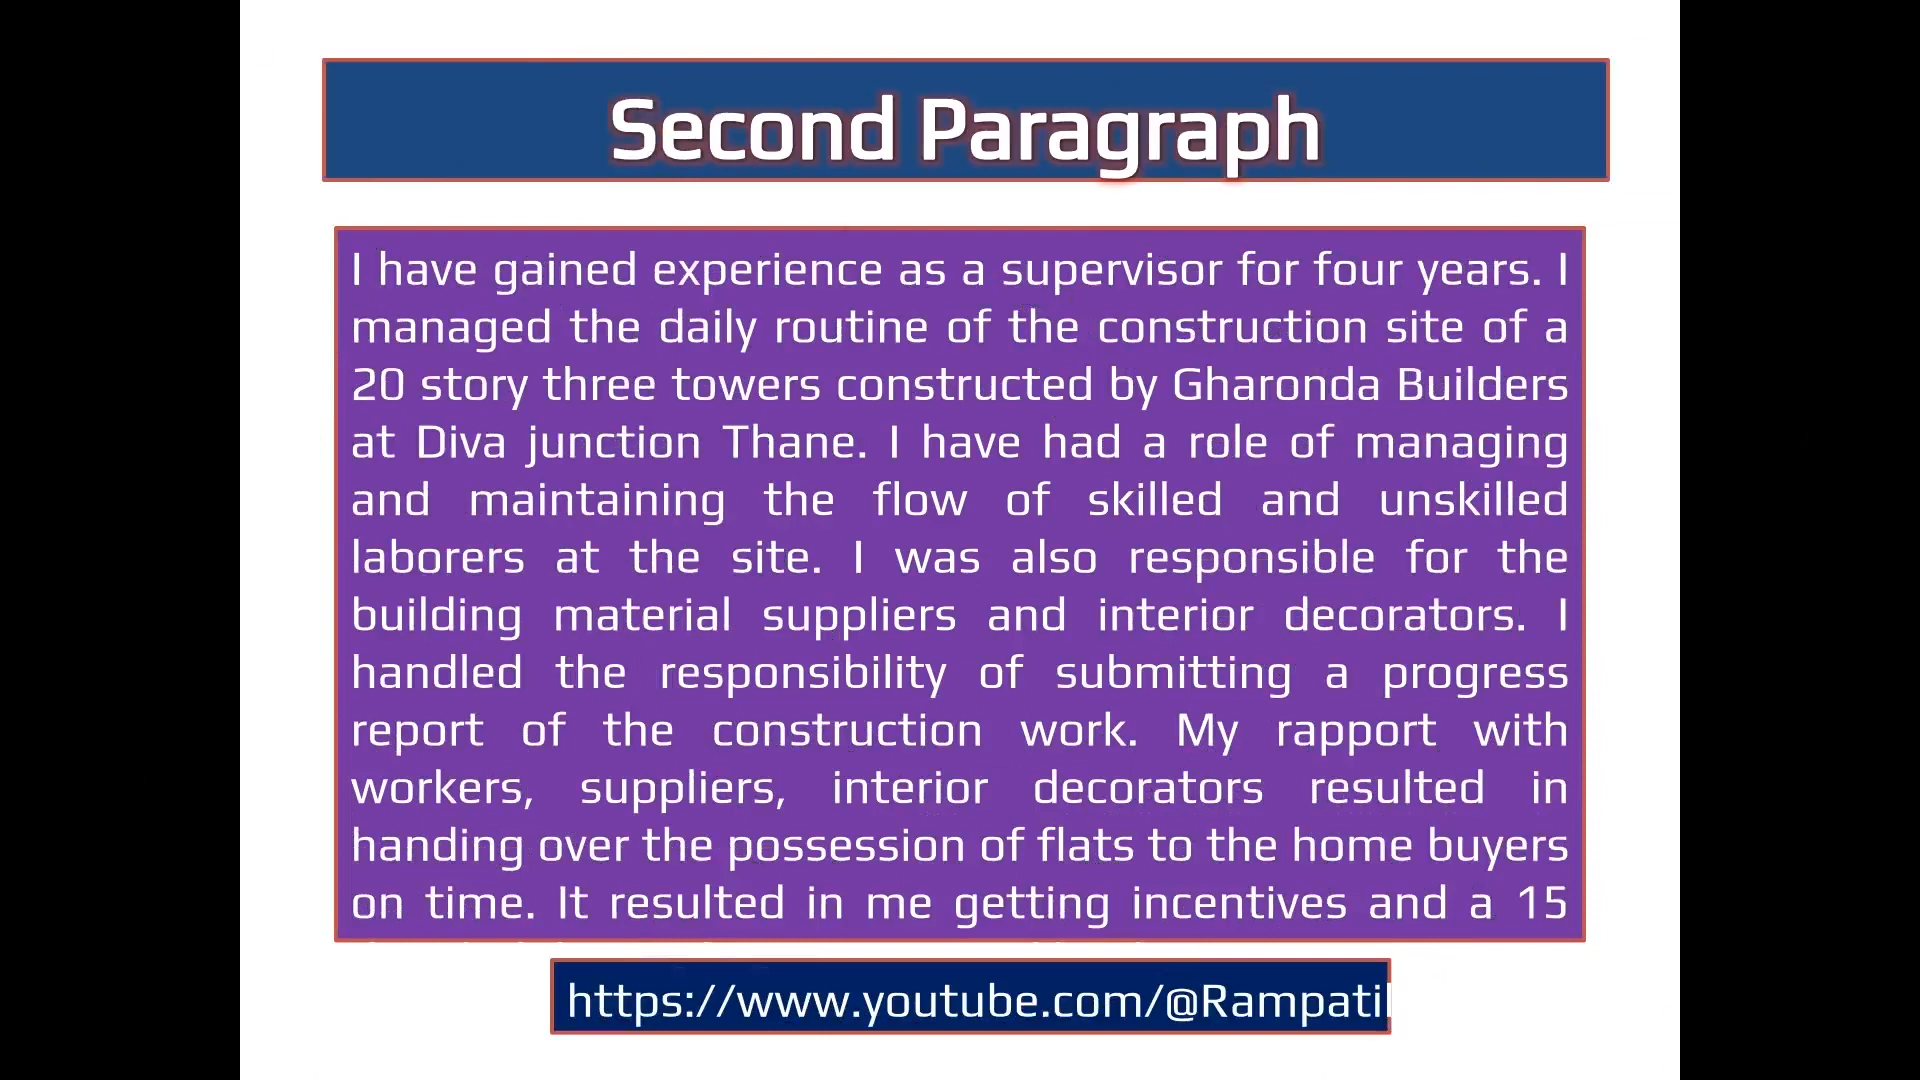 Second Paragraph
I have gained experience as a supervisor for four years. I
managed the daily routine of the construction site of a
20 story three towers constructed by Gharonda Builders
at Diva junction Thane. I have had a role of managing
and maintaining the flow of skilled and unskilled
laborers at the site. I was also responsible for the
building material suppliers and interior decorators. I
handled the responsibility of submitting a progress
report of the construction work. My rapport with
workers, suppliers, interior decorators resulted in
handing over the possession of flats to the home buyers
on time. It resulted in me getting incentives and a 15
https://www.youtube.com/@Rampatil